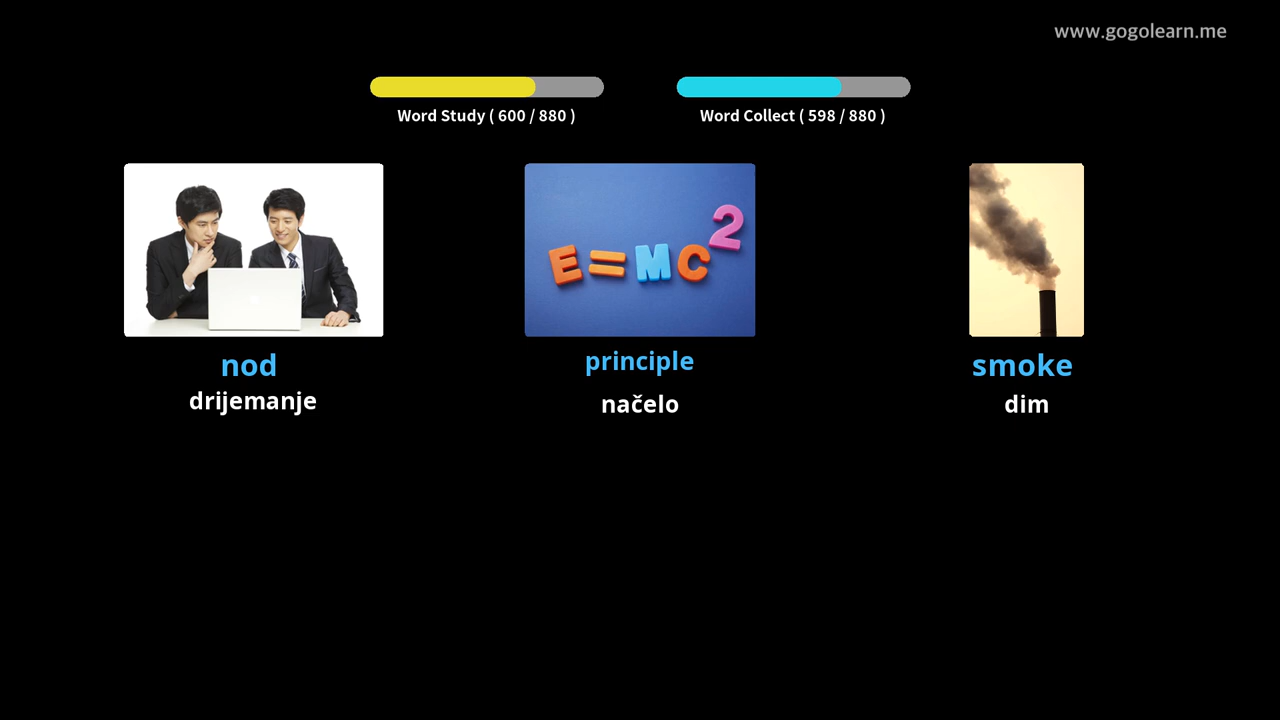 www.gogolearn.me
Word Study ( 600 / 880 )
Word Collect ( 598 / 880 )
E=MC2
nod
drijemanje
principle
načelo
smoke
dim